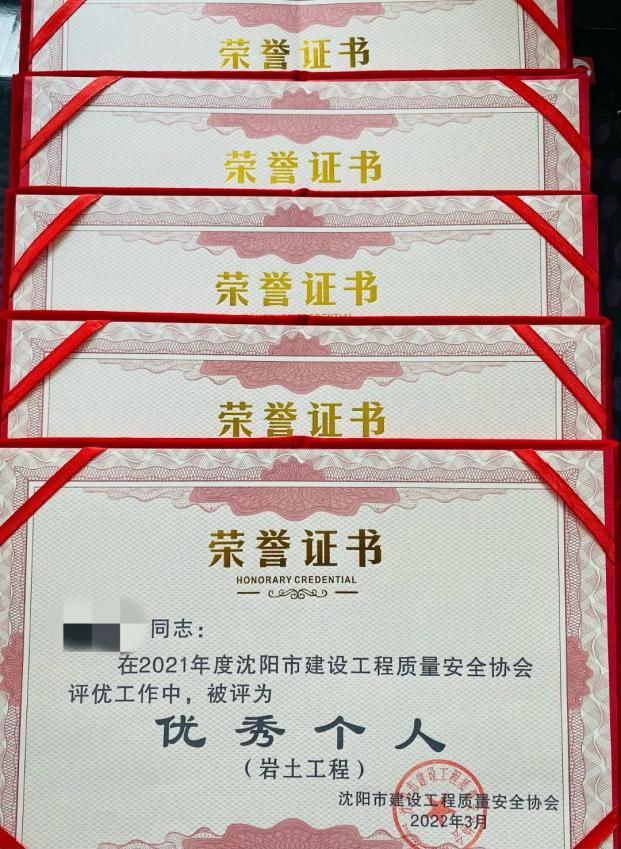 荣誉证书
荣誉证书
荣誉证书
荣誉证书
荣誉证书
HONORARY CREDENTIAL
同志：
在2021年度沈阳市建设工程质量安全协会
评优工作中，被评为
优秀个人
（岩土工程）
沈阳市建设工程质量安全协会
2022年3月